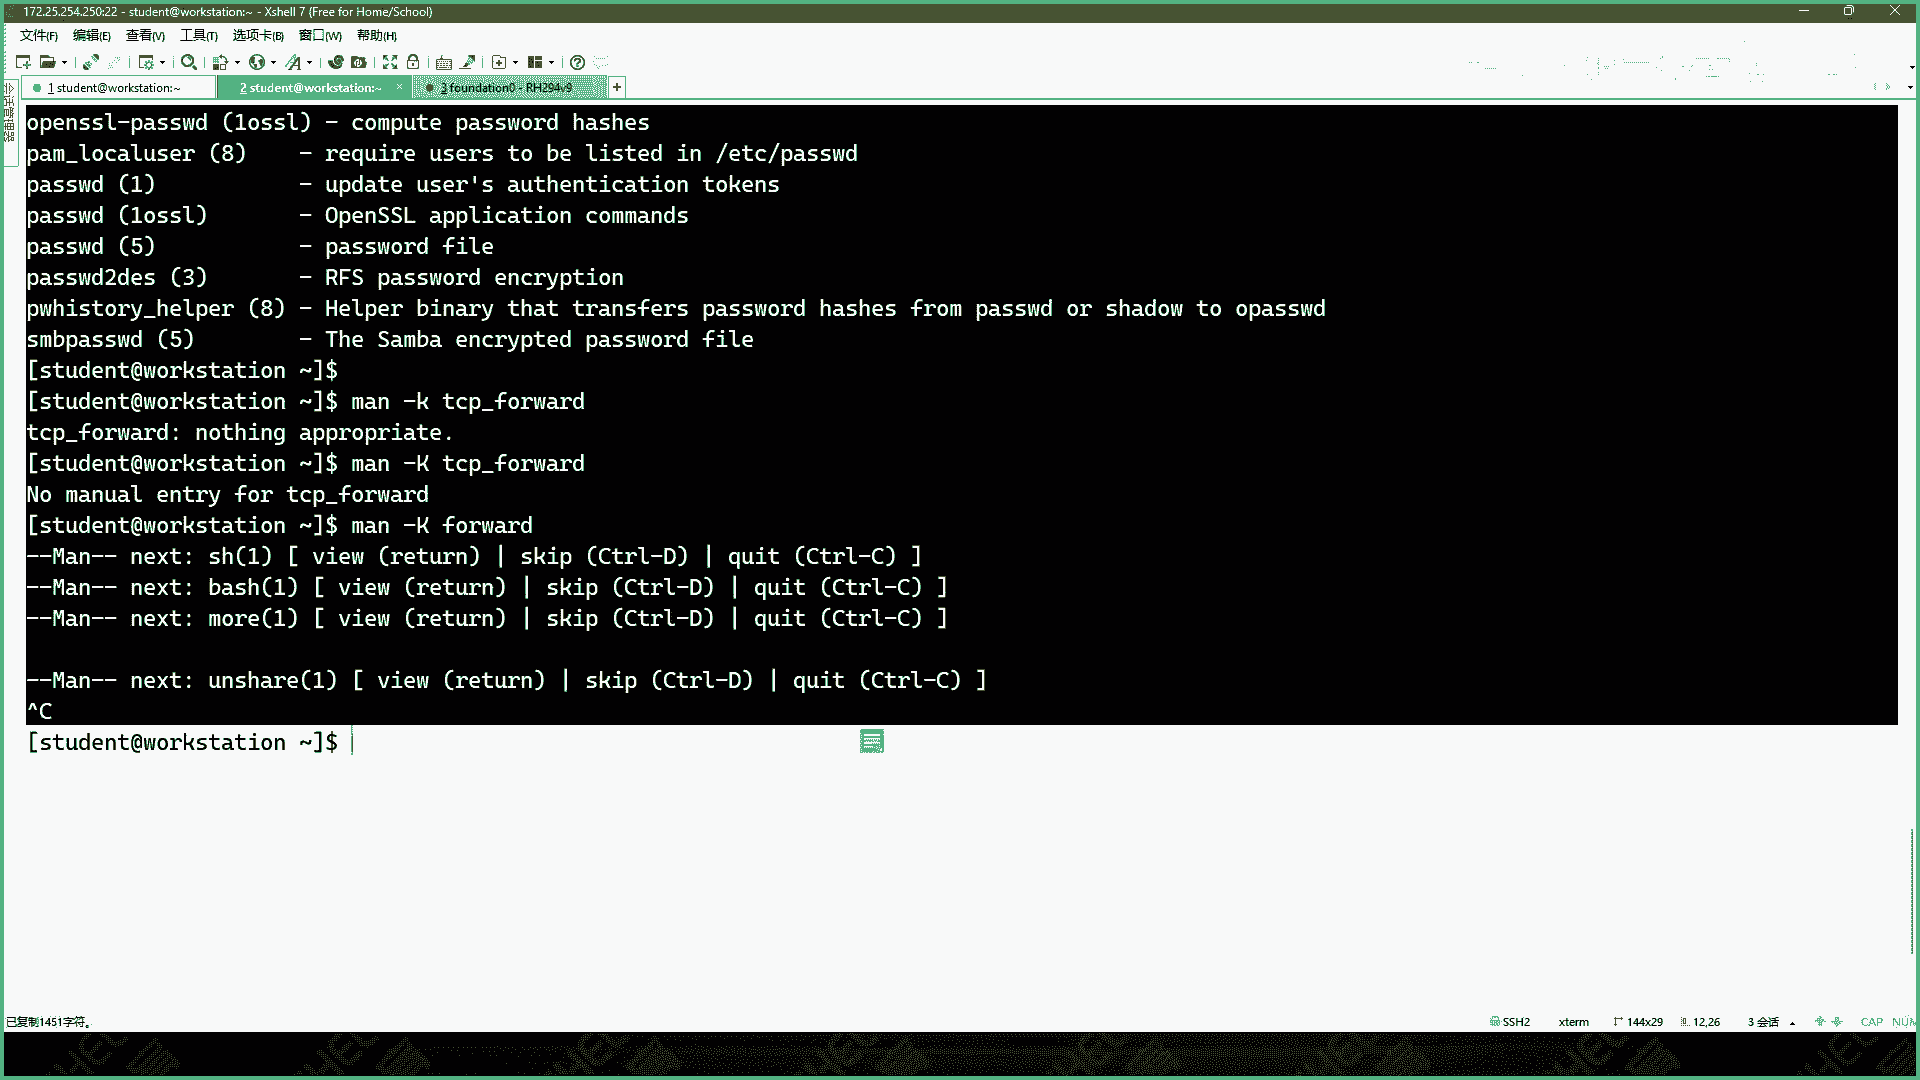 172.25.254.250:22 - student@workstation:~ - Xshell 7 (Free for Home/School)
文件(F) 编辑(E) 查看(V) 工具(T) 选项卡(B) 窗口(W) 帮助(H)
1 student@workstation:~ 2 student@workstation:~ × 3 foundation0 - RH294v9 +
会话管理器
openssl-passwd (1ossl) - compute password hashes
pam_localuser (8)    - require users to be listed in /etc/passwd
passwd (1)           - update user's authentication tokens
passwd (1ossl)       - OpenSSL application commands
passwd (5)           - password file
passwd2des (3)       - RFS password encryption
pwhistory_helper (8) - Helper binary that transfers password hashes from passwd or shadow to opasswd
smbpasswd (5)        - The Samba encrypted password file
[student@workstation ~]$
[student@workstation ~]$ man -k tcp_forward
tcp_forward: nothing appropriate.
[student@workstation ~]$ man -K tcp_forward
No manual entry for tcp_forward
[student@workstation ~]$ man -K forward
--Man-- next: sh(1) [ view (return) | skip (Ctrl-D) | quit (Ctrl-C) ]
--Man-- next: bash(1) [ view (return) | skip (Ctrl-D) | quit (Ctrl-C) ]
--Man-- next: more(1) [ view (return) | skip (Ctrl-D) | quit (Ctrl-C) ]
--Man-- next: unshare(1) [ view (return) | skip (Ctrl-D) | quit (Ctrl-C) ]
^C
[student@workstation ~]$
已复制1451字符。 SSH2 xterm 144x29 12,26 3 会话 CAP NUM